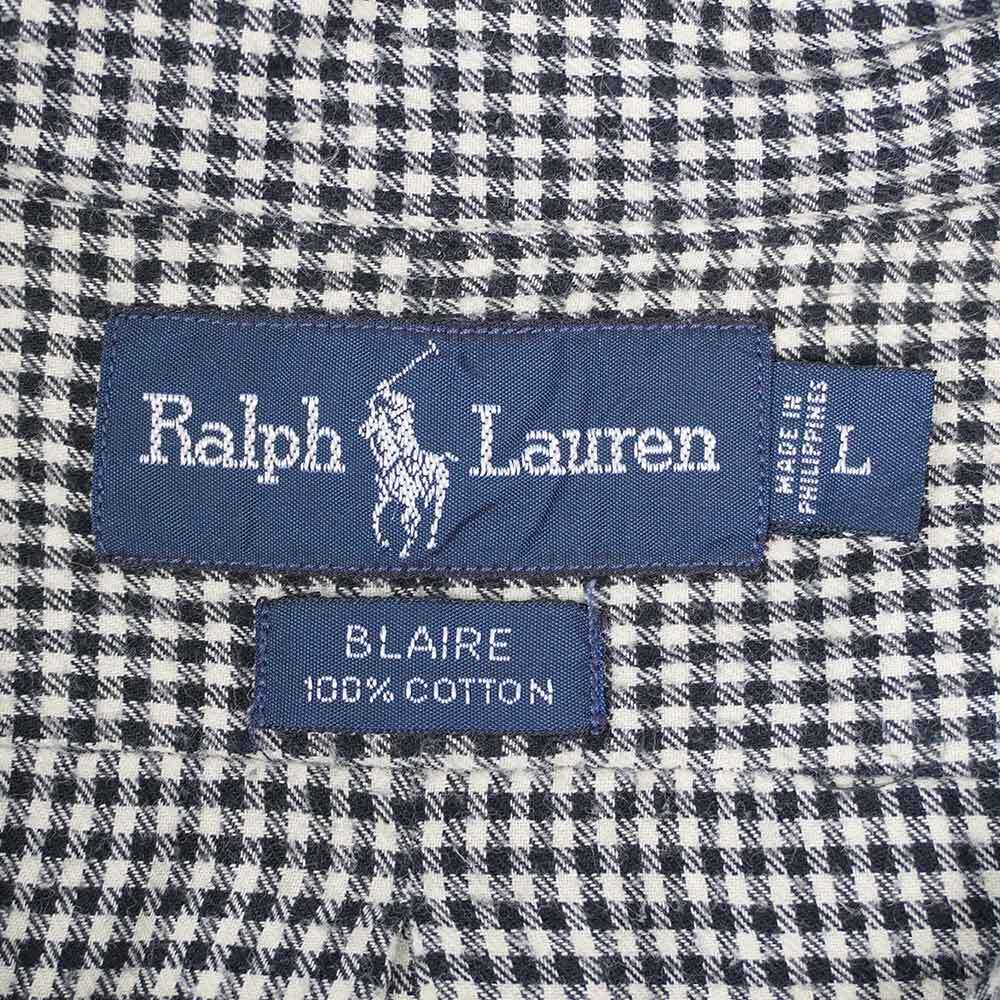 Ralph Lauren
MADE IN
PHILIPPINES
L
BLAIRE
100% COTTON